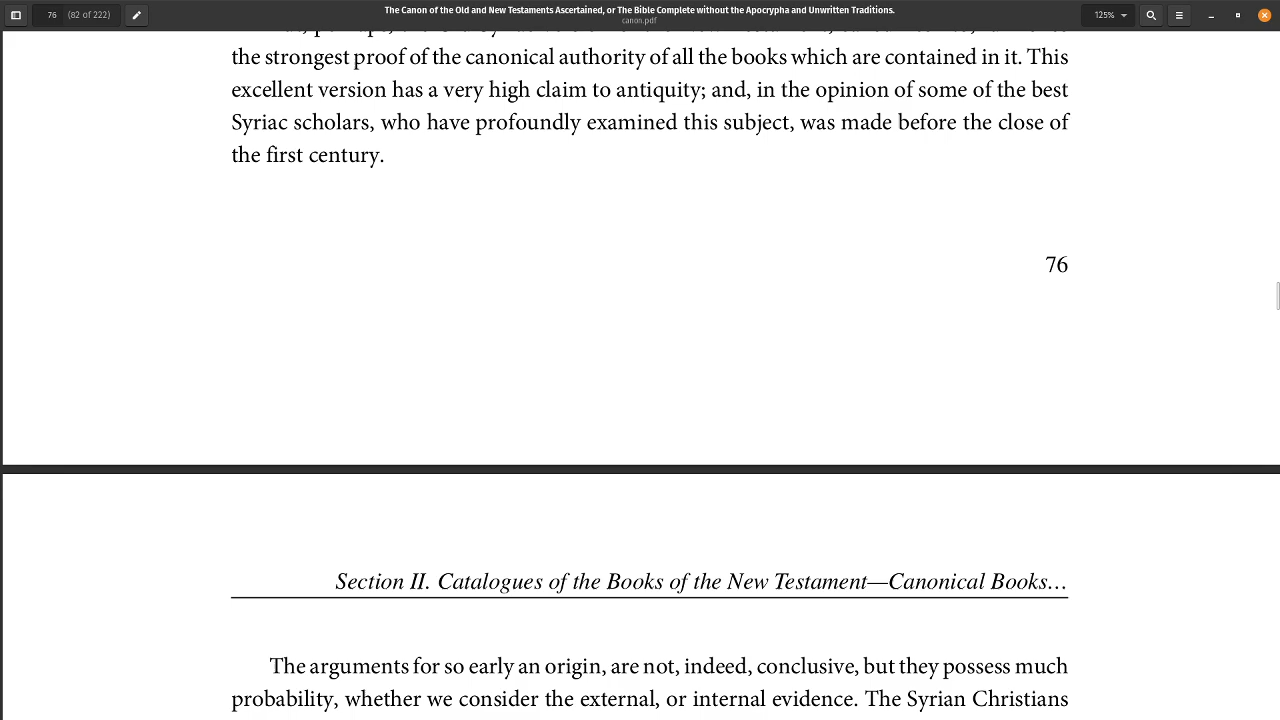 76 (82 of 222)
The Canon of the Old and New Testaments Ascertained, or The Bible Complete without the Apocrypha and Unwritten Traditions.
canon.pdf
125%
the strongest proof of the canonical authority of all the books which are contained in it. This
excellent version has a very high claim to antiquity; and, in the opinion of some of the best
Syriac scholars, who have profoundly examined this subject, was made before the close of
the first century.
76
Section II. Catalogues of the Books of the New Testament—Canonical Books…
The arguments for so early an origin, are not, indeed, conclusive, but they possess much
probability, whether we consider the external, or internal evidence. The Syrian Christians